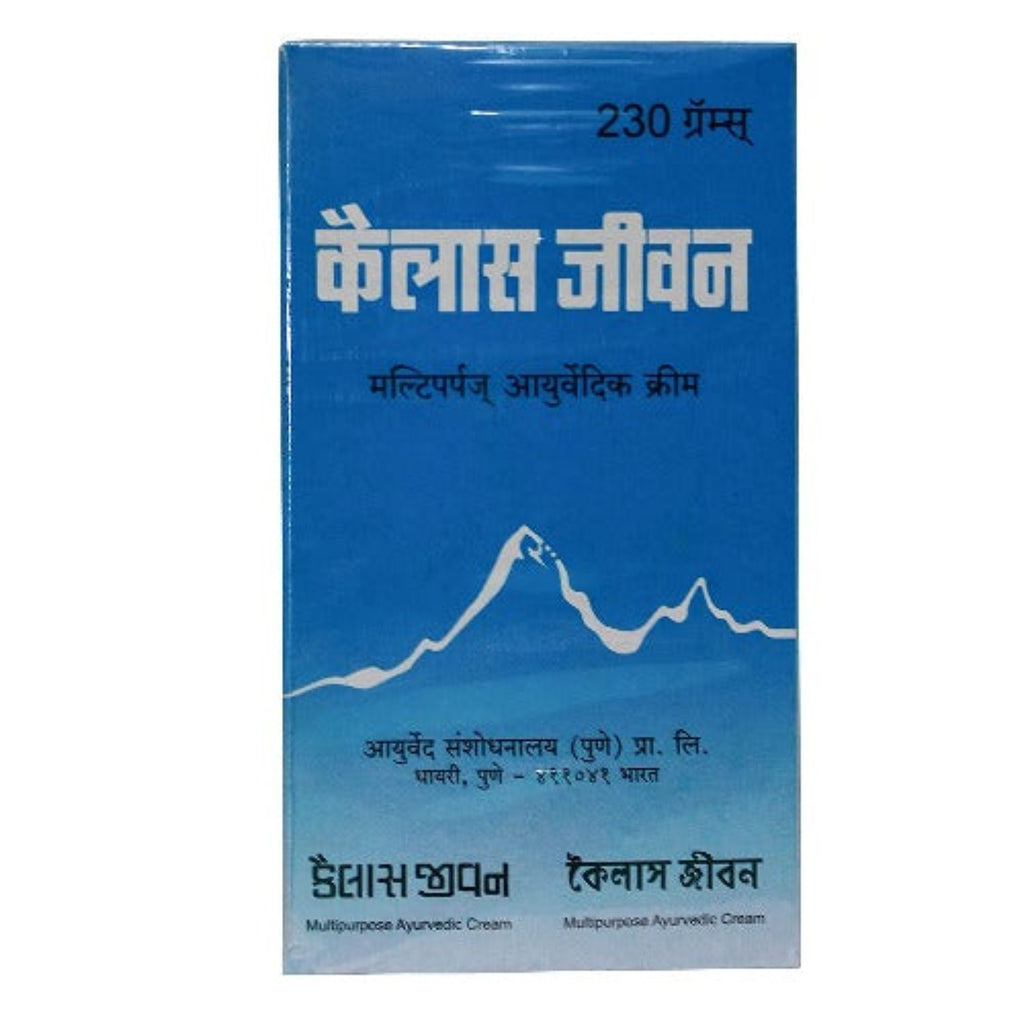 230 ग्रॅम्स्
कैलास जीवन
मल्टिपर्पज् आयुर्वेदिक क्रीम
आयुर्वेद संशोधनालय (पुणे) प्रा. लि.
धायरी, पुणे - ४११०४१ भारत
કૈલાસ જીવન
কৈলাস জীবন
Multipurpose Ayurvedic Cream
Multipurpose Ayurvedic Cream